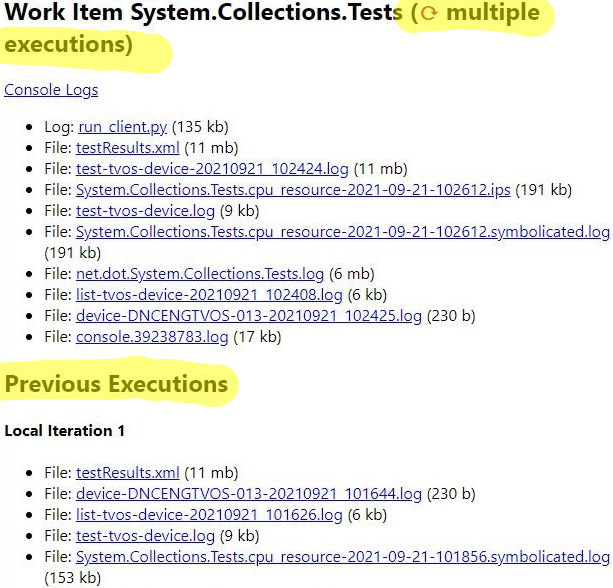 Work Item System.Collections.Tests (⟳ multiple
executions)
Console Logs
• Log: run_client.py (135 kb)
• File: testResults.xml (11 mb)
• File: test-tvos-device-20210921_102424.log (11 mb)
• File: System.Collections.Tests.cpu_resource-2021-09-21-102612.ips (191 kb)
• File: test-tvos-device.log (9 kb)
• File: System.Collections.Tests.cpu_resource-2021-09-21-102612.symbolicated.log
(191 kb)
• File: net.dot.System.Collections.Tests.log (6 mb)
• File: list-tvos-device-20210921_102408.log (6 kb)
• File: device-DNCENGTVOS-013-20210921_102425.log (230 b)
• File: console.39238783.log (17 kb)
Previous Executions
Local Iteration 1
• File: testResults.xml (11 mb)
• File: device-DNCENGTVOS-013-20210921_101644.log (230 b)
• File: list-tvos-device-20210921_101626.log (6 kb)
• File: test-tvos-device.log (9 kb)
• File: System.Collections.Tests.cpu_resource-2021-09-21-101856.symbolicated.log
(153 kb)